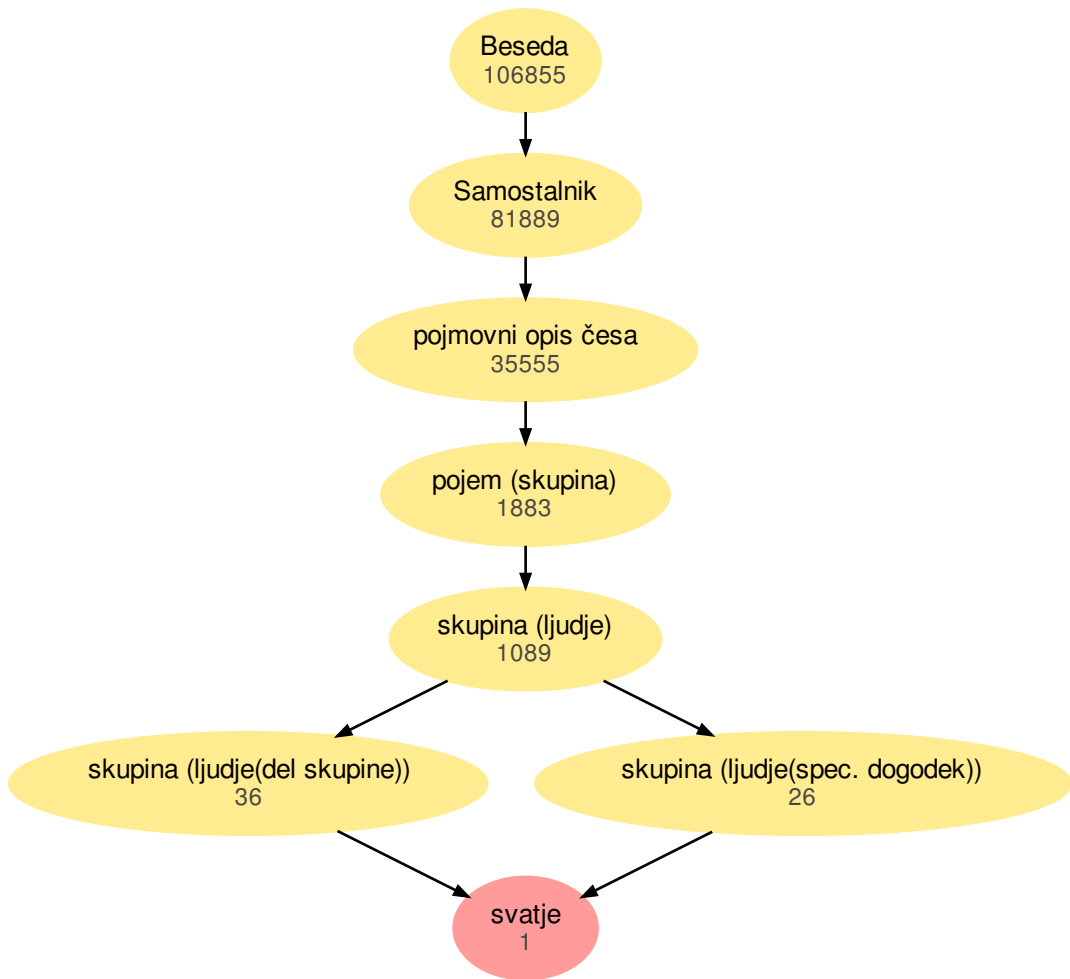 Beseda
106855
Samostalnik
81889
pojmovni opis česa
35555
pojem (skupina)
1883
skupina (ljudje)
1089
skupina (ljudje(del skupine))
36
skupina (ljudje(spec. dogodek))
26
svatje
1